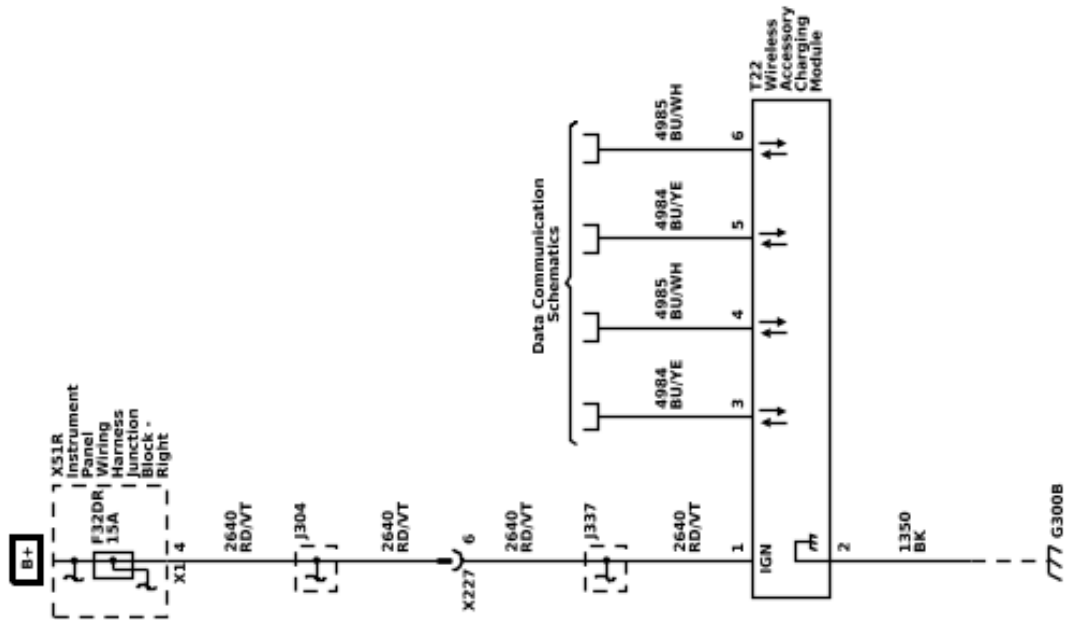 B+
X51R
Instrument
Panel
Wiring
Harness
Junction
Block -
Right
F32DR
15A
X1
4
2640
RD/VT
J304
2640
RD/VT
6
X227
2640
RD/VT
J337
2640
RD/VT
1
IGN
2
1350
BK
G300B
Data Communication
Schematics
4984
BU/YE
3
4985
BU/WH
4
4984
BU/YE
5
4985
BU/WH
6
T22
Wireless
Accessory
Charging
Module